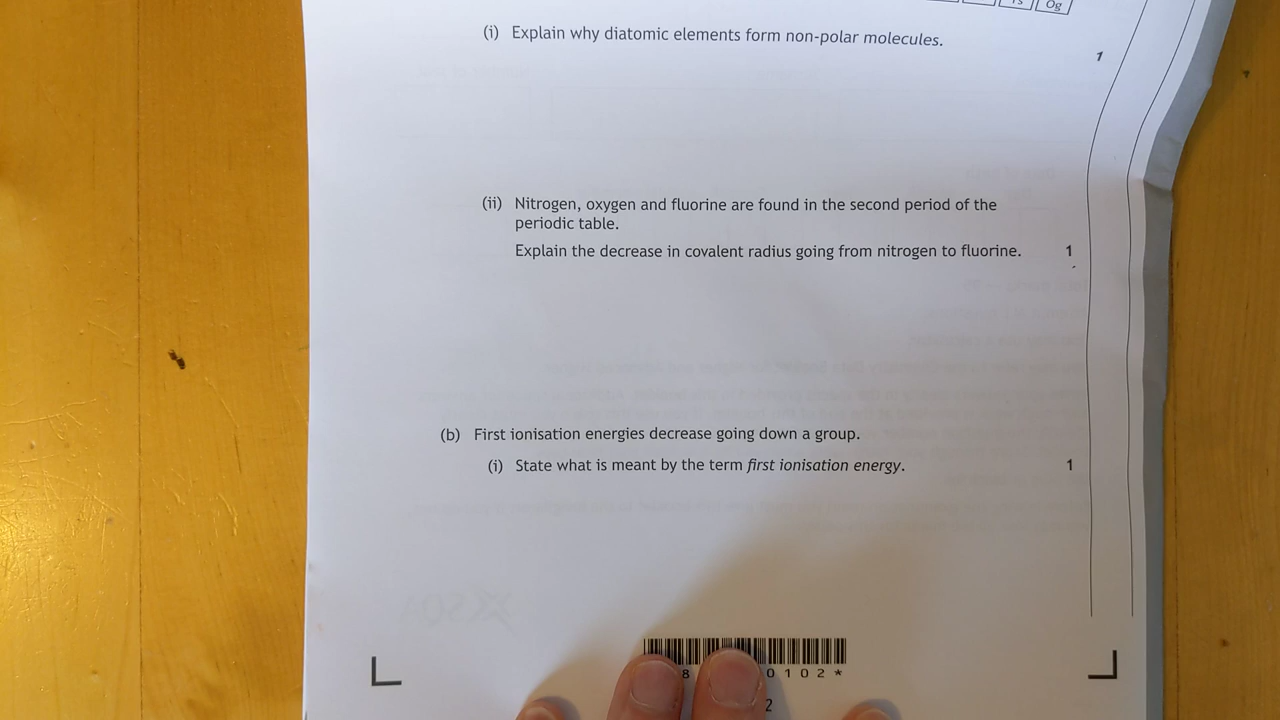 Ts Og
(i) Explain why diatomic elements form non-polar molecules.
1
(ii) Nitrogen, oxygen and fluorine are found in the second period of the
periodic table.
Explain the decrease in covalent radius going from nitrogen to fluorine. 1
(b) First ionisation energies decrease going down a group.
(i) State what is meant by the term first ionisation energy. 1
8 0 1 0 2 *
2